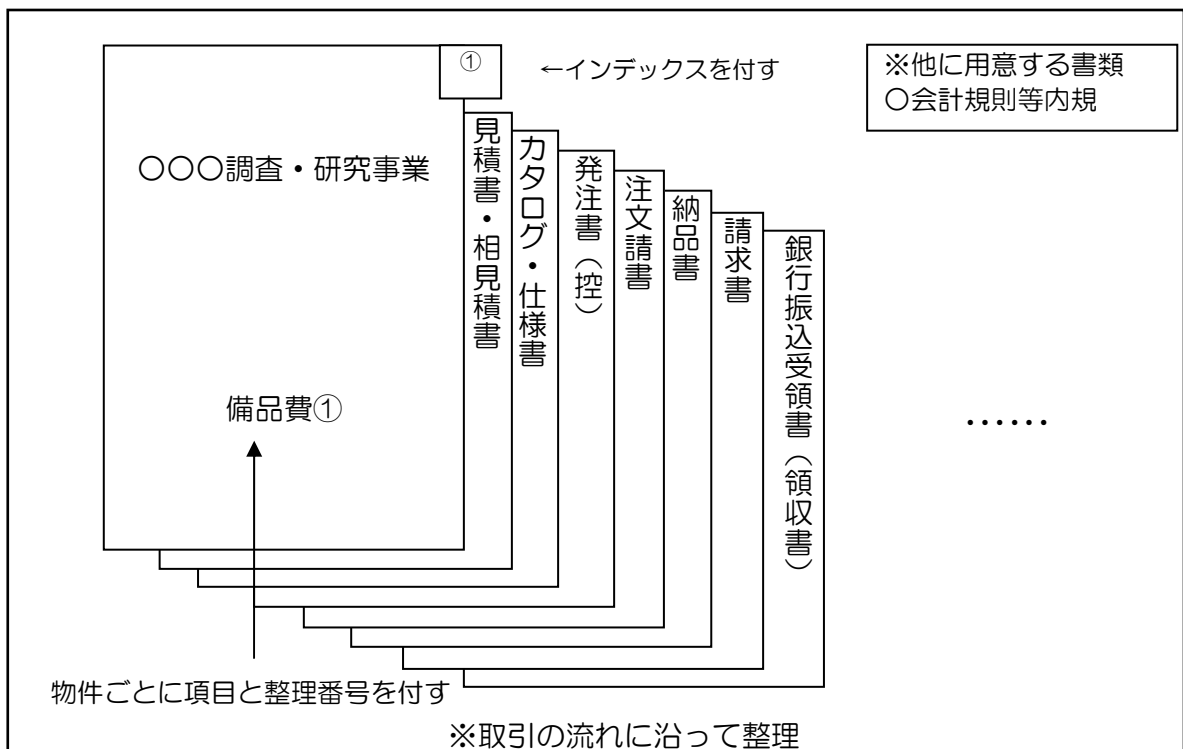 ①
←インデックスを付す
※他に用意する書類
○会計規則等内規
○○○調査・研究事業
備品費①
見積書・相見積書
カタログ・仕様書
発注書（控）
注文請書
納品書
請求書
銀行振込受領書（領収書）
……
物件ごとに項目と整理番号を付す
※取引の流れに沿って整理